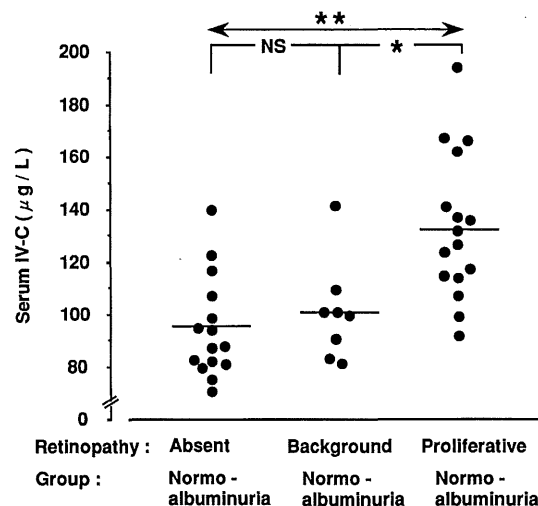 **
NS
*
200
180
160
140
120
100
80
0
Serum IV-C (μg / L)
Retinopathy : Absent Background Proliferative
Group : Normo - Normo - Normo -
albuminuria albuminuria albuminuria